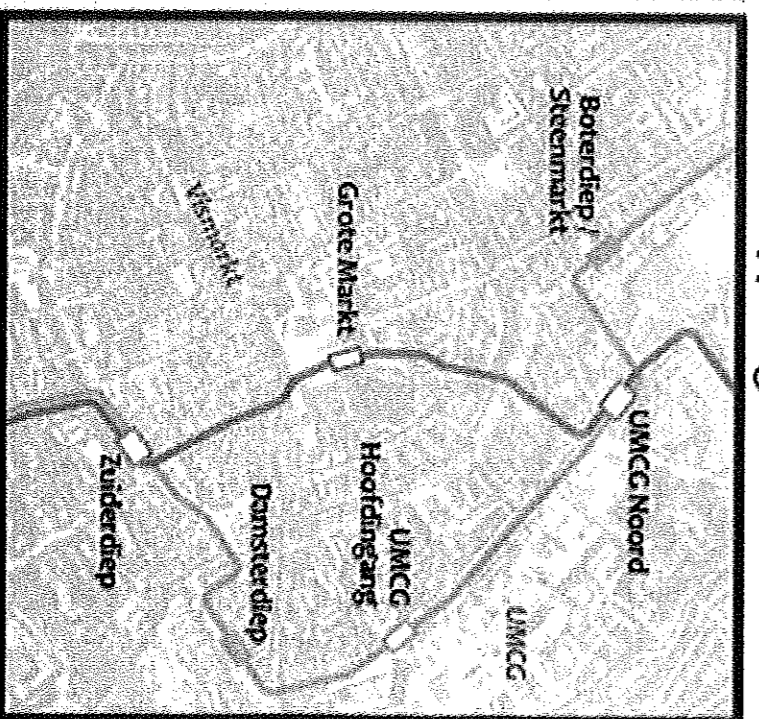 UMCG Noord
Boterdiep /
Steenmarkt
UMCG
UMCG
Hoofdingang
Grote Markt
Damsterdiep
Vismarkt
Zuiderdiep